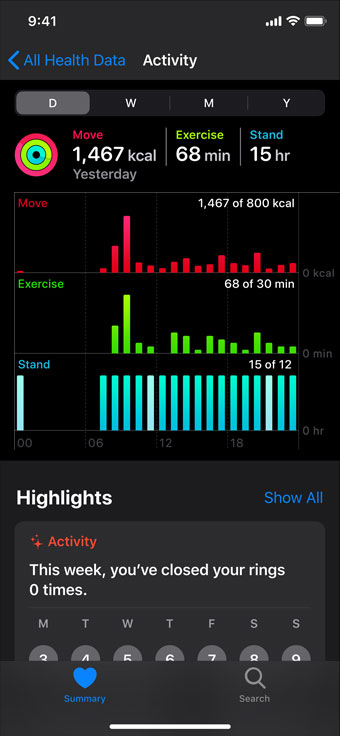 9:41
All Health Data
Activity
D W M Y
Move Exercise Stand
1,467 kcal 68 min 15 hr
Yesterday
Move 1,467 of 800 kcal
0 kcal
Exercise 68 of 30 min
0 min
Stand 15 of 12
0 hr
00 06 12 18
Highlights Show All
Activity
This week, you've closed your rings
0 times.
M T W T F S S
3 4 5 6 7 8 9
Summary Search